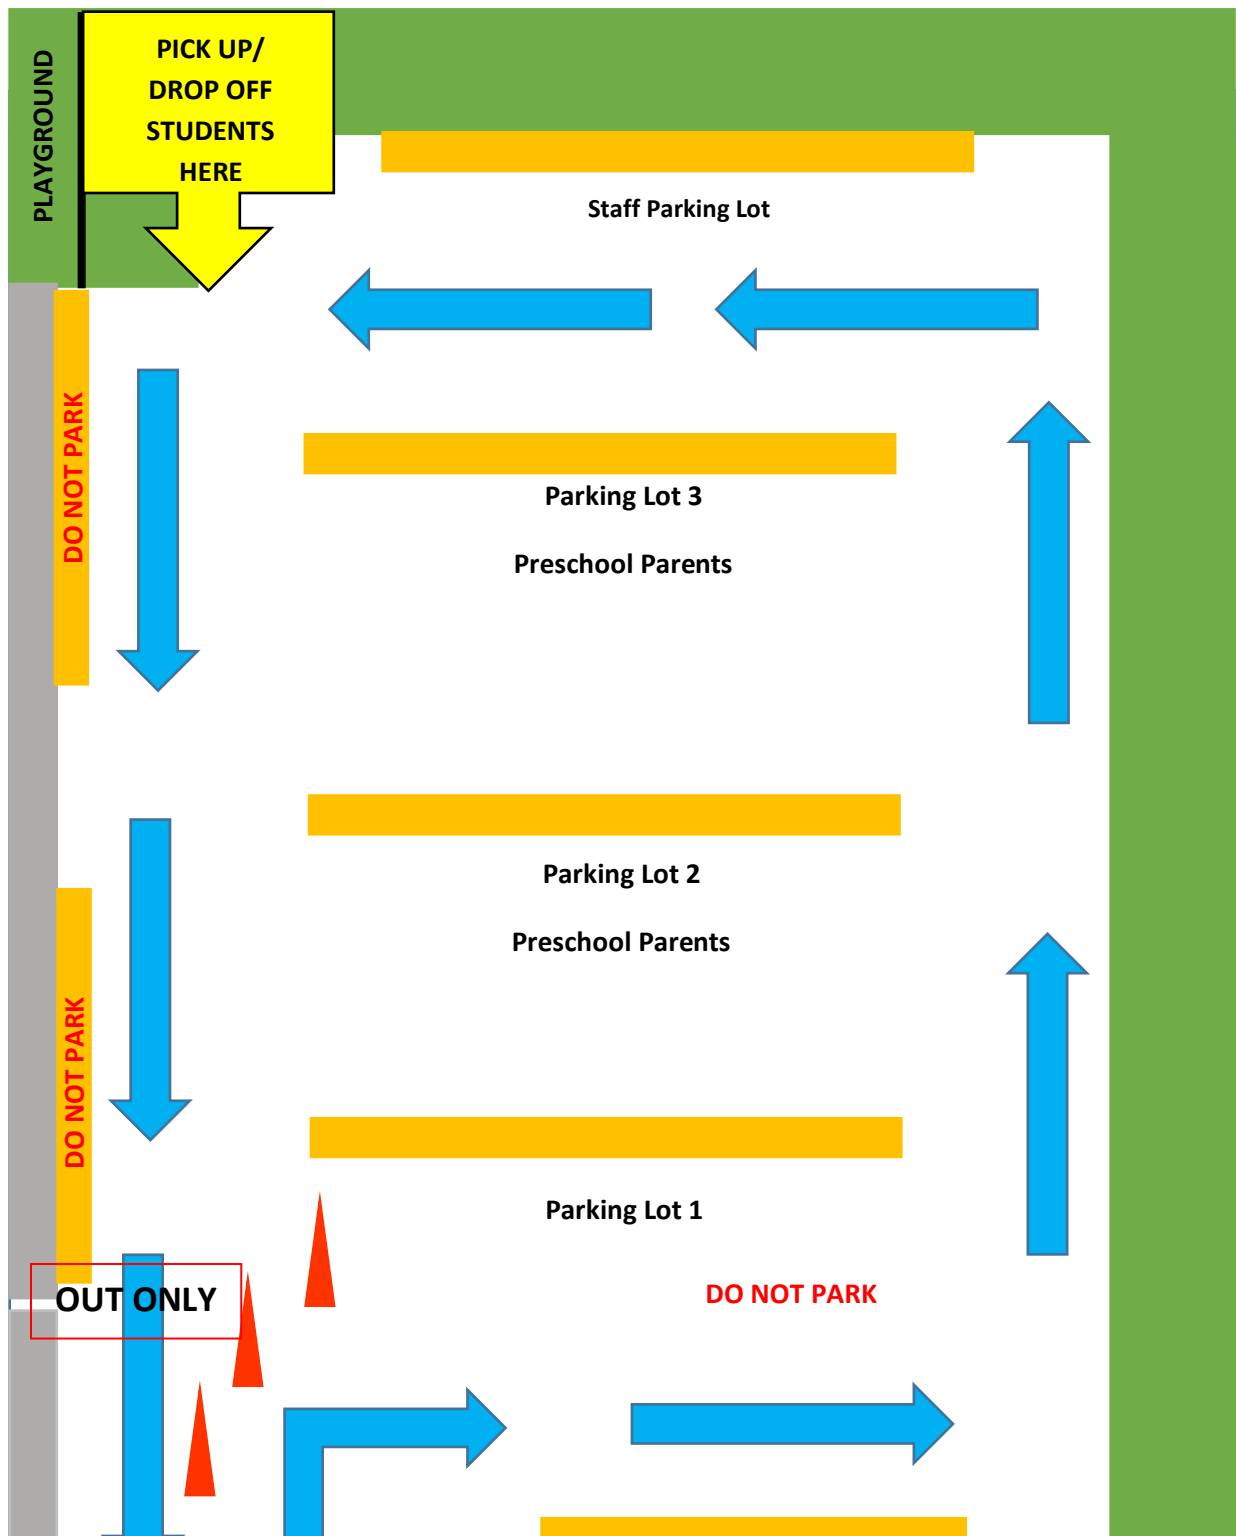 PLAYGROUND
PICK UP/
DROP OFF
STUDENTS
HERE
Staff Parking Lot
DO NOT PARK
Parking Lot 3
Preschool Parents
Parking Lot 2
Preschool Parents
DO NOT PARK
Parking Lot 1
OUT ONLY
DO NOT PARK